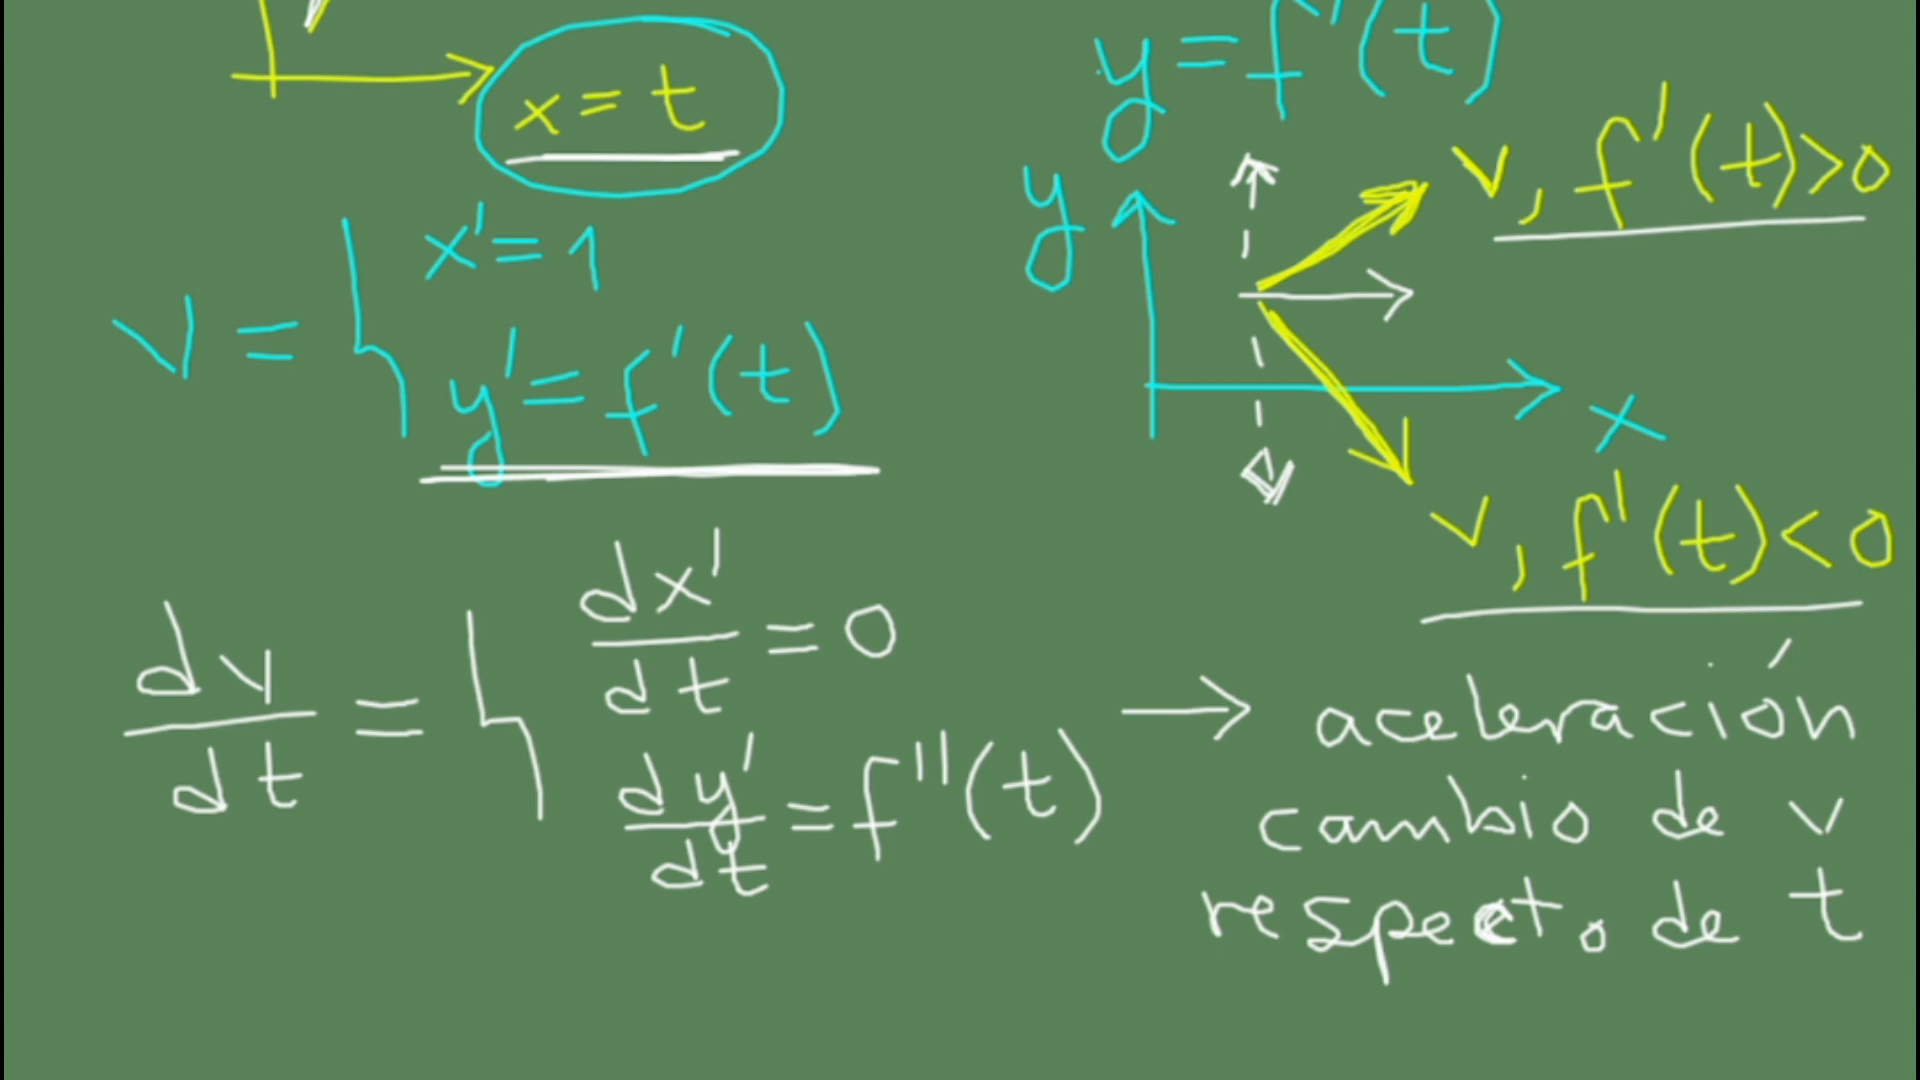 x = t
y = f'(t)
v = { x' = 1
y' = f'(t)
y
x
v, f'(t) > 0
v, f'(t) < 0
dv/dt = { dx'/dt = 0
dy'/dt = f''(t)
→ aceleración
cambio de v
respecto de t